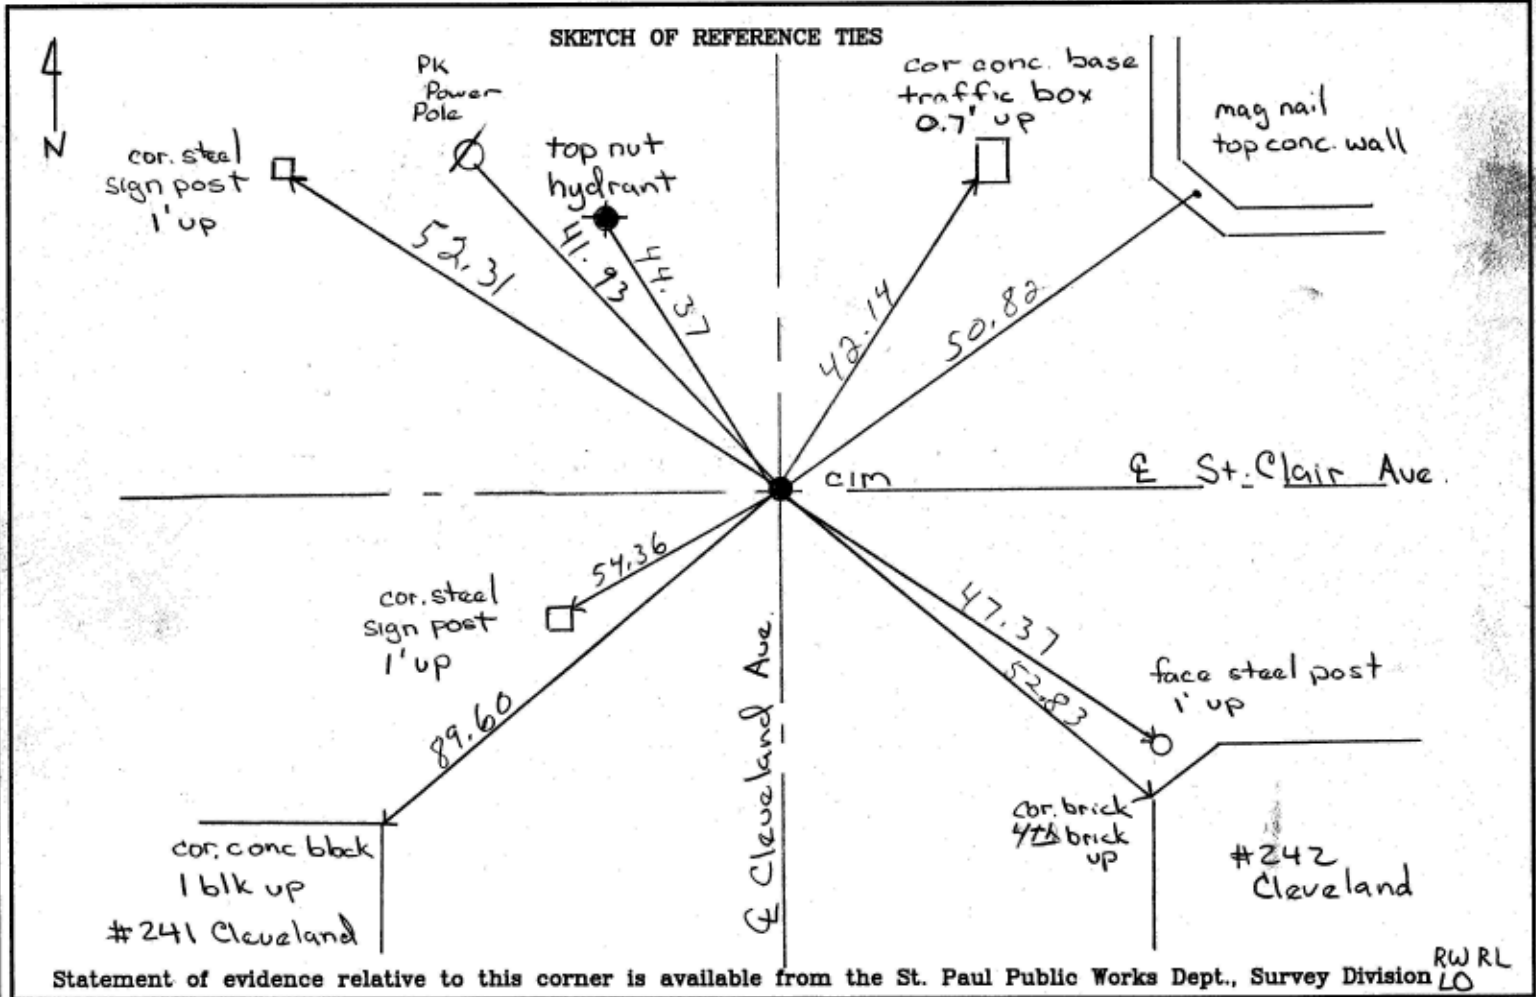 SKETCH OF REFERENCE TIES
N
PK
Power
Pole
cor. steel
sign post
1' up
top nut
hydrant
cor conc. base
traffic box
0.7' up
mag nail
top conc. wall
52.31
41.93
44.37
42.14
50.82
CIM
℄ St. Clair Ave.
54.36
cor. steel
sign post
1' up
89.60
47.37
52.83
face steel post
1' up
℄ Cleveland Ave.
cor. conc block
1 blk up
#241 Cleveland
cor. brick
4th brick
up
#242
Cleveland
Statement of evidence relative to this corner is available from the St. Paul Public Works Dept., Survey Division
RW RL
LO